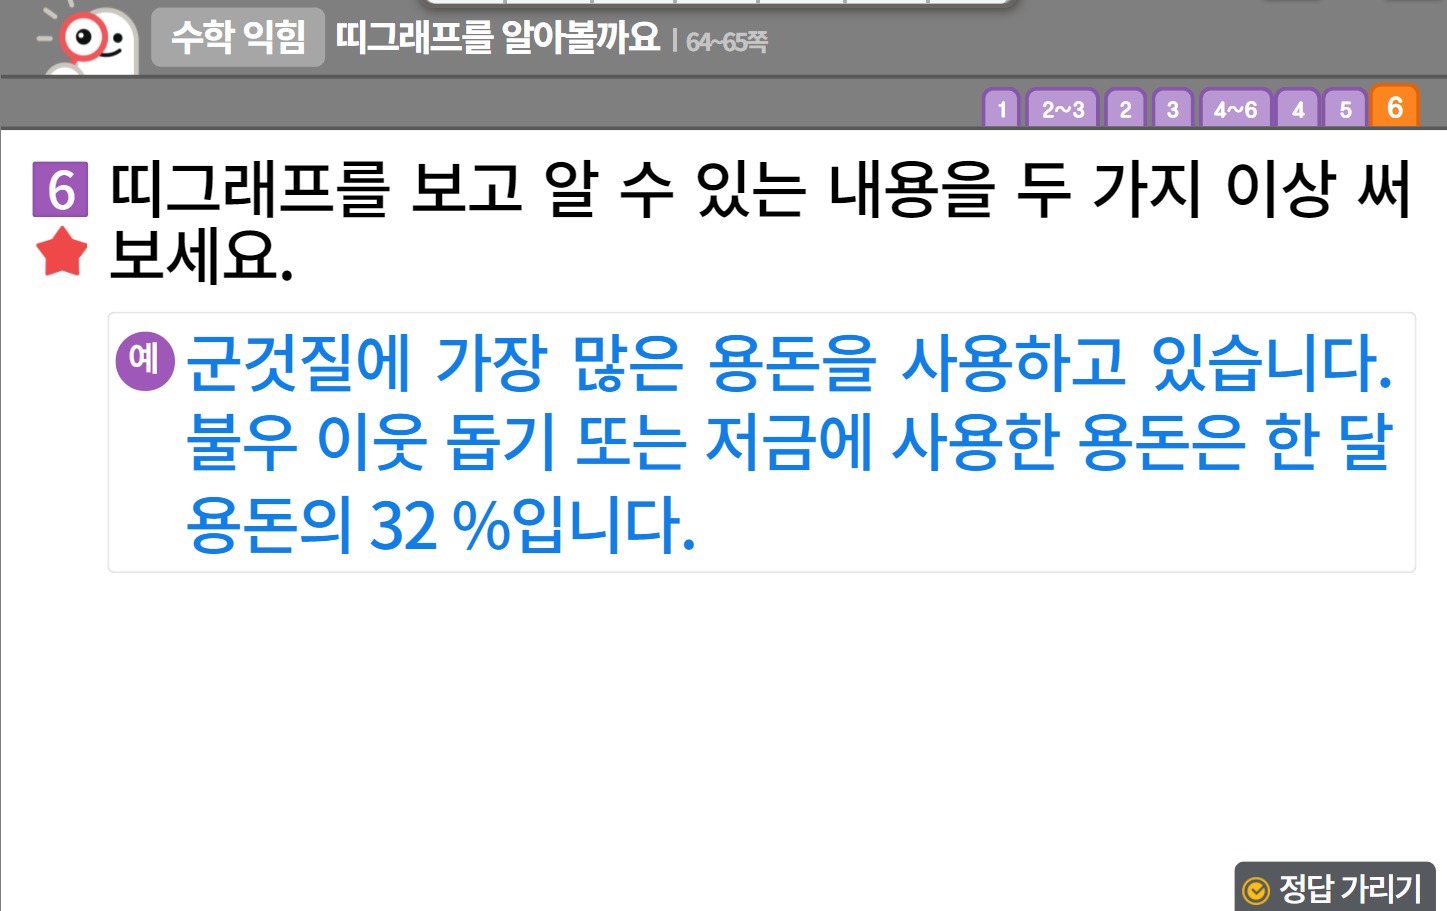 수학 익힘 띠그래프를 알아볼까요 | 64~65쪽
1 2~3 2 3 4~6 4 5 6
6 띠그래프를 보고 알 수 있는 내용을 두 가지 이상 써
보세요.
예 군것질에 가장 많은 용돈을 사용하고 있습니다.
불우 이웃 돕기 또는 저금에 사용한 용돈은 한 달
용돈의 32 %입니다.
정답 가리기